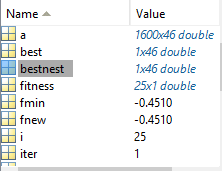 Name Value
a 1600x46 double
best 1x46 double
bestnest 1x46 double
fitness 25x1 double
fmin -0.4510
fnew -0.4510
i 25
iter 1